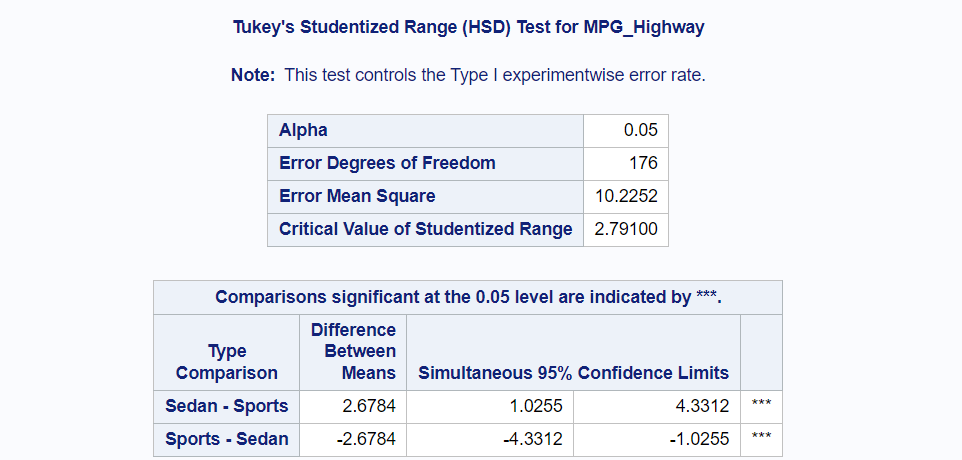 Tukey's Studentized Range (HSD) Test for MPG_Highway
Note: This test controls the Type I experimentwise error rate.
Alpha 0.05
Error Degrees of Freedom 176
Error Mean Square 10.2252
Critical Value of Studentized Range 2.79100
Comparisons significant at the 0.05 level are indicated by ***.
Type Comparison Difference Between Means Simultaneous 95% Confidence Limits
Sedan - Sports 2.6784 1.0255 4.3312 ***
Sports - Sedan -2.6784 -4.3312 -1.0255 ***